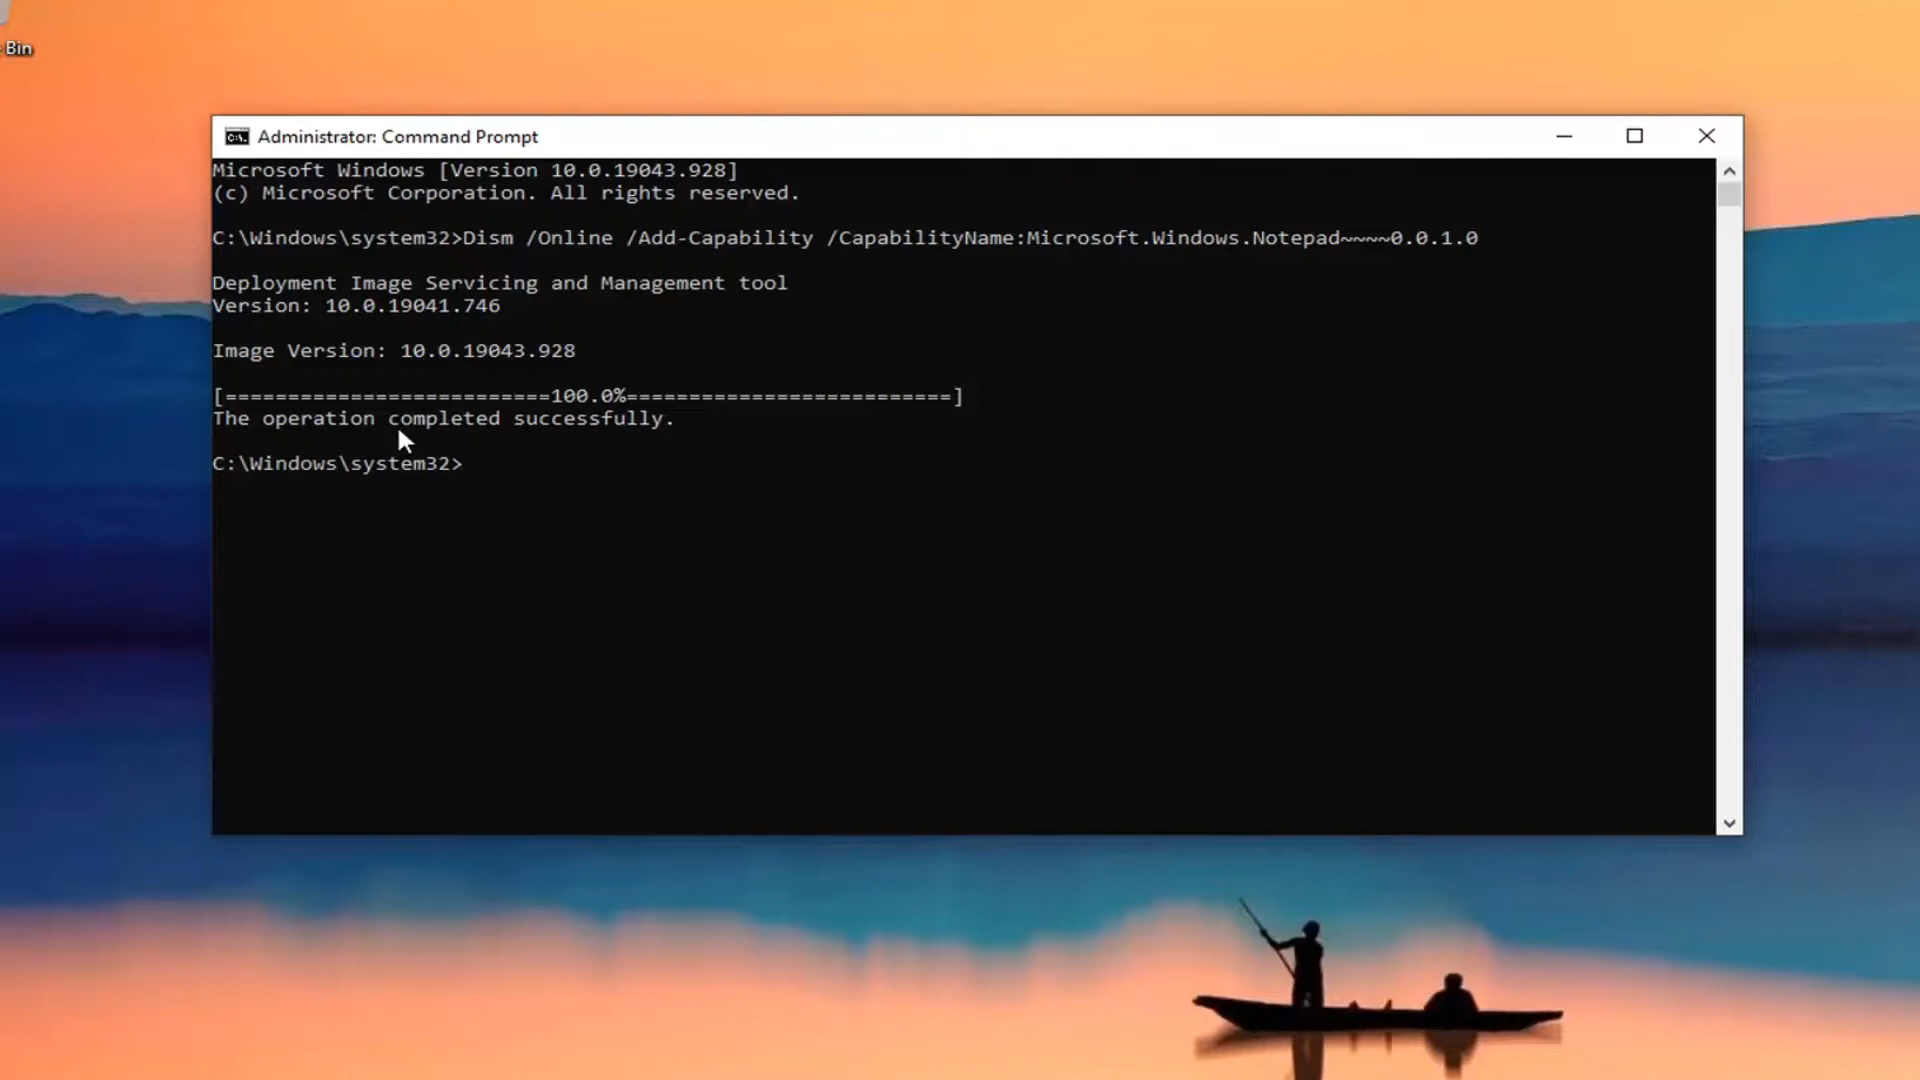 Bin
Administrator: Command Prompt
Microsoft Windows [Version 10.0.19043.928]
(c) Microsoft Corporation. All rights reserved.
C:\Windows\system32>Dism /Online /Add-Capability /CapabilityName:Microsoft.Windows.Notepad~~~~0.0.1.0
Deployment Image Servicing and Management tool
Version: 10.0.19041.746
Image Version: 10.0.19043.928
[==========================100.0%==========================]
The operation completed successfully.
C:\Windows\system32>